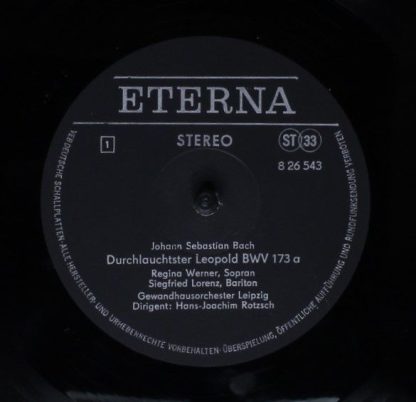 ETERNA
1
STEREO
ST 33
8 26 543
Johann Sebastian Bach
Durchlauchtster Leopold BWV 173 a
Regina Werner, Sopran
Siegfried Lorenz, Bariton
Gewandhausorchester Leipzig
Dirigent: Hans-Joachim Rotzsch
VEB DEUTSCHE SCHALLPLATTEN · ALLE HERSTELLER- UND URHEBERRECHTE VORBEHALTEN · ÜBERSPIELUNG, ÖFFENTLICHE AUFFÜHRUNG UND RUNDFUNKSENDUNG VERBOTEN